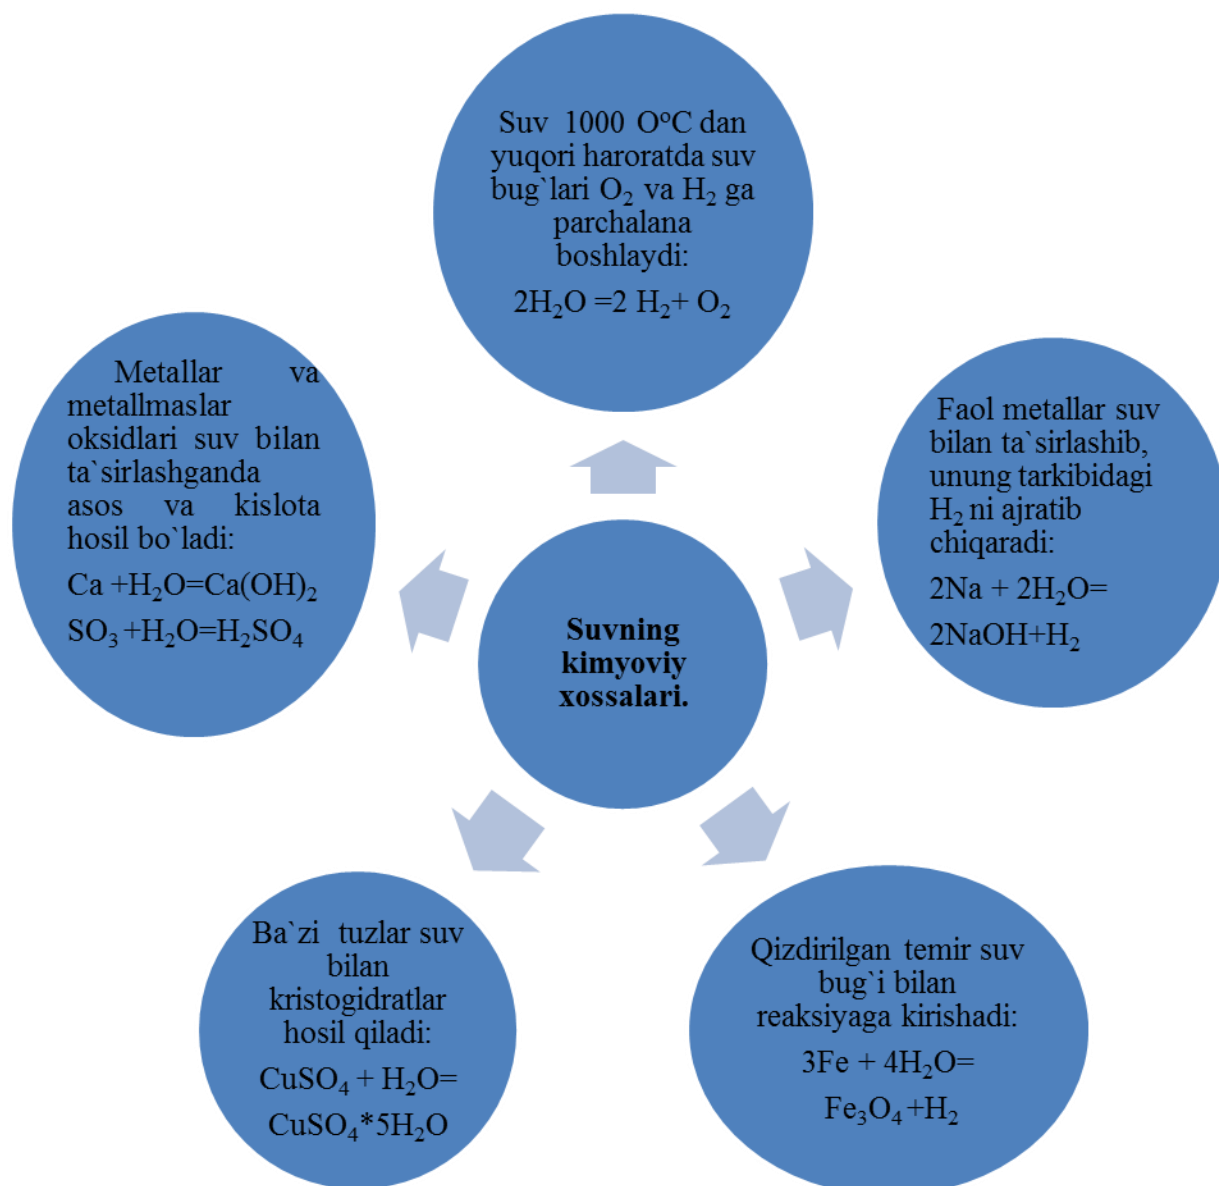 Suv 1000 OºC dan
yuqori haroratda suv
bug`lari O₂ va H₂ ga
parchalana
boshlaydi:
2H₂O =2 H₂+ O₂
Metallar va
metallmaslar
oksidlari suv bilan
ta`sirlashganda
asos va kislota
hosil bo`ladi:
Ca +H₂O=Ca(OH)₂
SO₃ +H₂O=H₂SO₄
Faol metallar suv
bilan ta`sirlashib,
unung tarkibidagi
H₂ ni ajratib
chiqaradi:
2Na + 2H₂O=
2NaOH+H₂
Suvning
kimyoviy
xossalari.
Ba`zi tuzlar suv
bilan
kristogidratlar
hosil qiladi:
CuSO₄ + H₂O=
CuSO₄*5H₂O
Qizdirilgan temir suv
bug`i bilan
reaksiyaga kirishadi:
3Fe + 4H₂O=
Fe₃O₄ +H₂